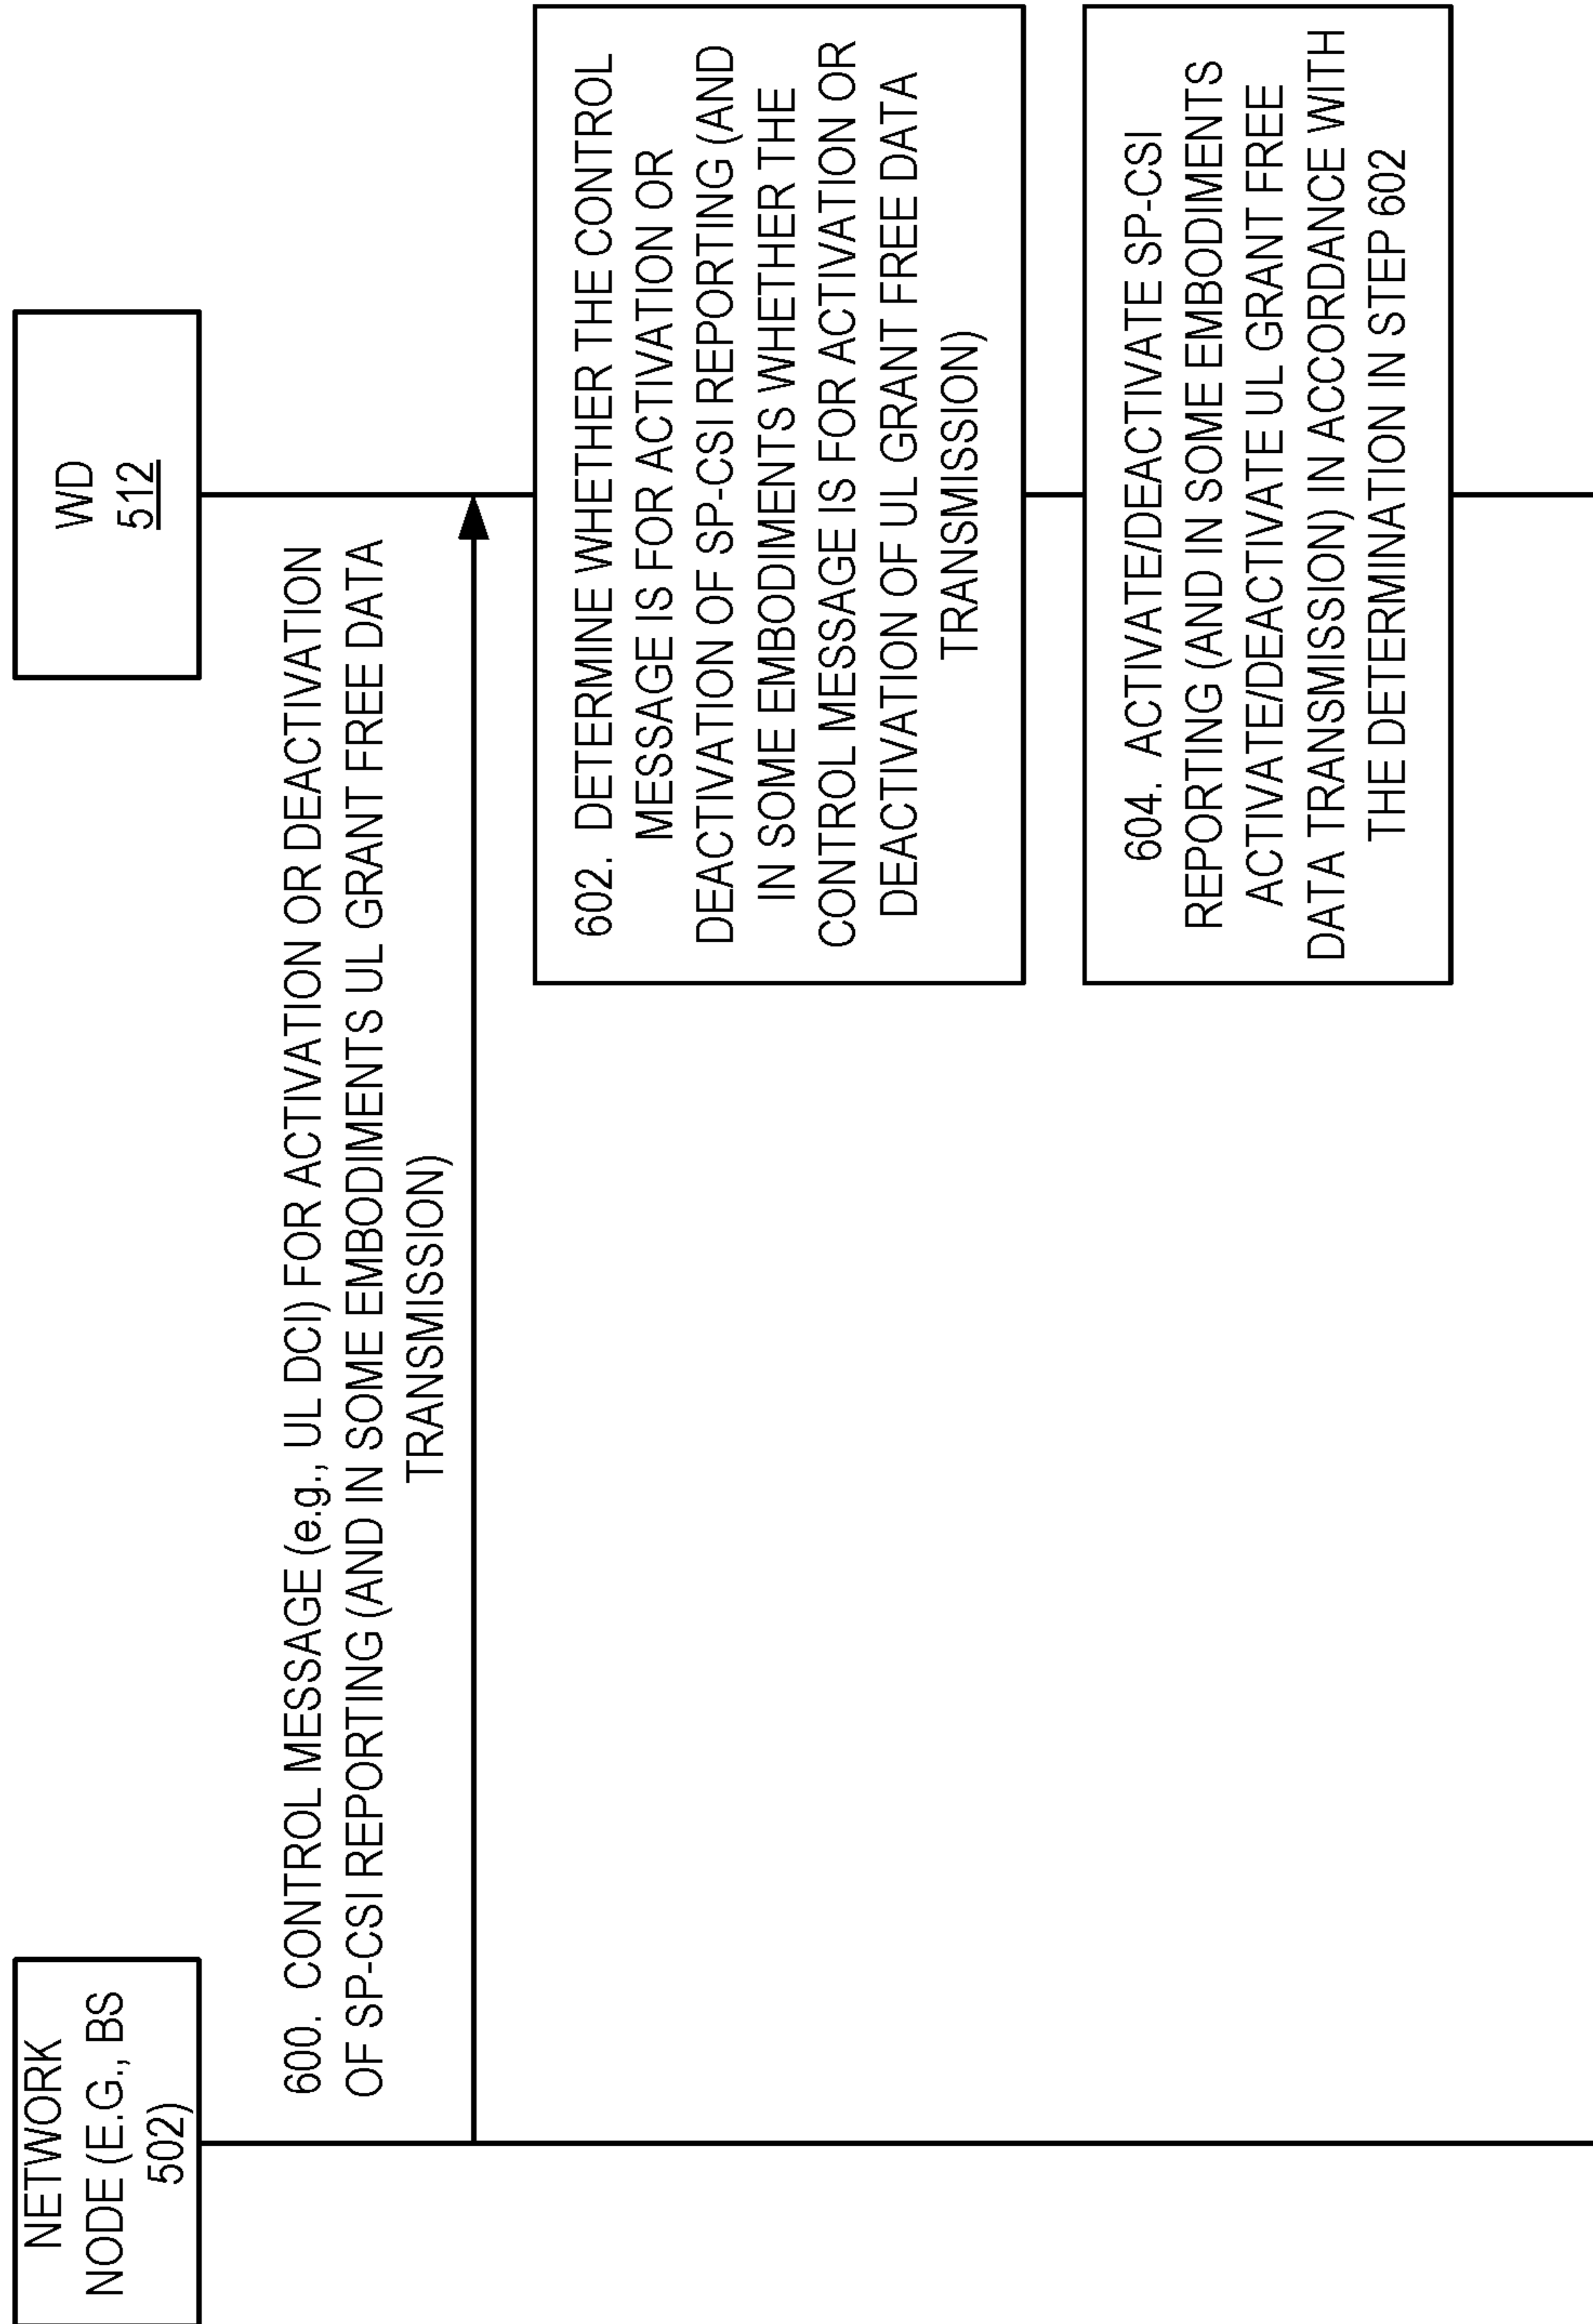 NETWORK
NODE (E.G., BS
502)
WD
512
600. CONTROL MESSAGE (e.g., UL DCI) FOR ACTIVATION OR DEACTIVATION
OF SP-CSI REPORTING (AND IN SOME EMBODIMENTS UL GRANT FREE DATA
TRANSMISSION)
602. DETERMINE WHETHER THE CONTROL
MESSAGE IS FOR ACTIVATION OR
DEACTIVATION OF SP-CSI REPORTING (AND
IN SOME EMBODIMENTS WHETHER THE
CONTROL MESSAGE IS FOR ACTIVATION OR
DEACTIVATION OF UL GRANT FREE DATA
TRANSMISSION)
604. ACTIVATE/DEACTIVATE SP-CSI
REPORTING (AND IN SOME EMBODIMENTS
ACTIVATE/DEACTIVATE UL GRANT FREE
DATA TRANSMISSION) IN ACCORDANCE WITH
THE DETERMINATION IN STEP 602